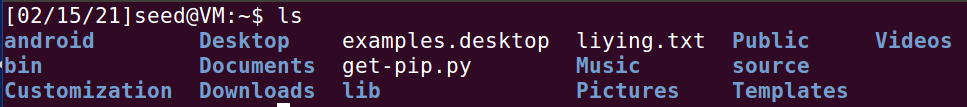 [02/15/21]seed@VM:~$ ls
android Desktop examples.desktop liying.txt Public Videos
bin Documents get-pip.py Music source
Customization Downloads lib Pictures Templates